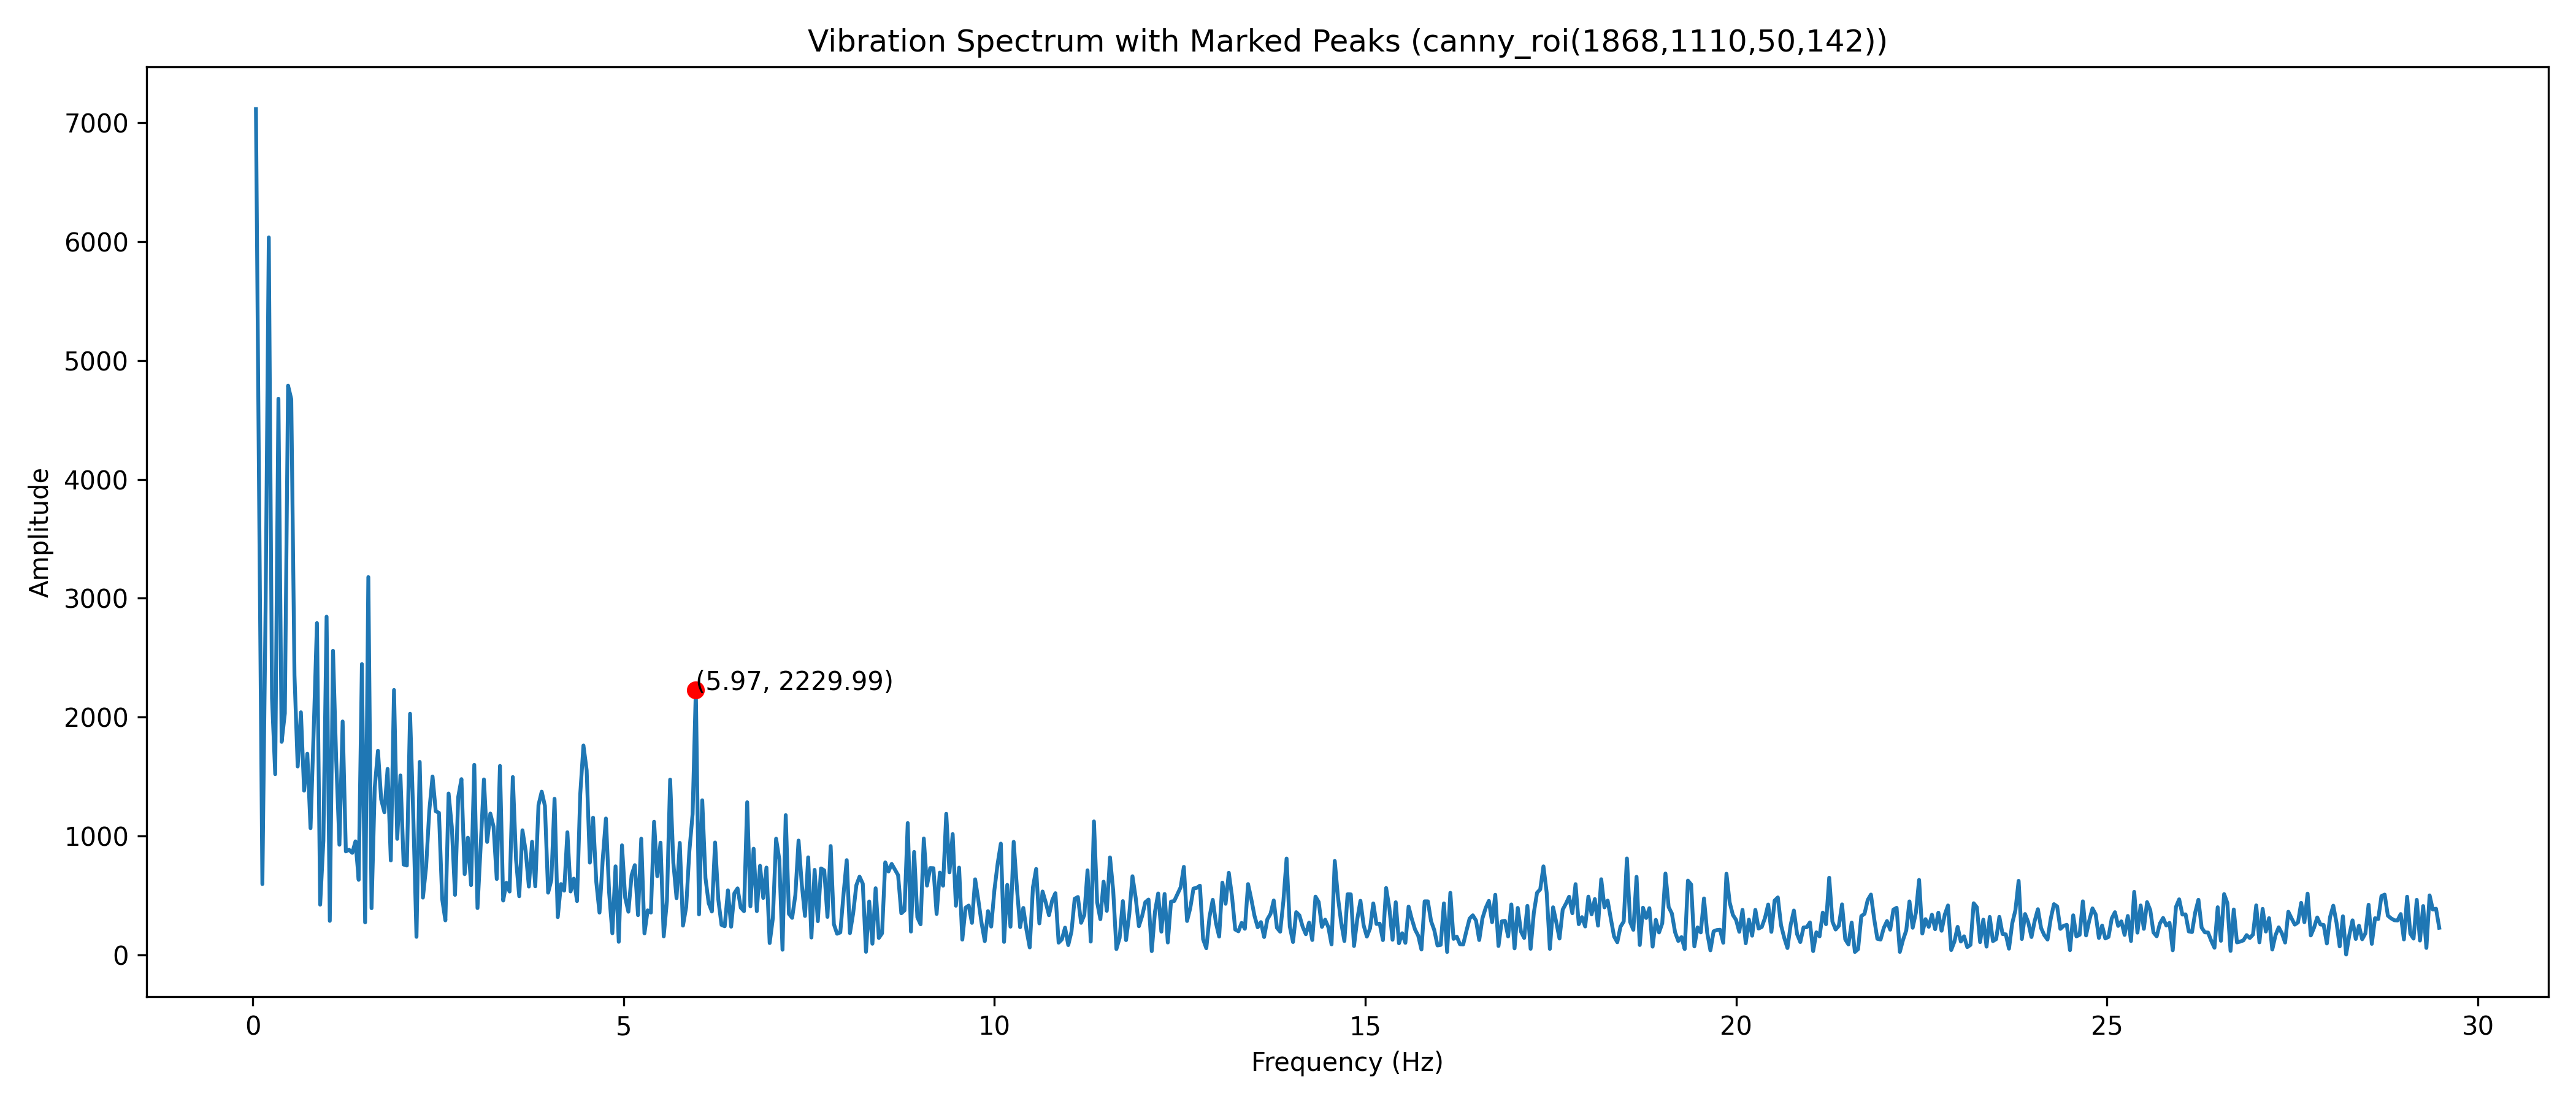 Vibration Spectrum with Marked Peaks (canny_roi(1868,1110,50,142))
7000
6000
5000
4000
3000
2000
1000
0
Amplitude
(5.97, 2229.99)
0 5 10 15 20 25 30
Frequency (Hz)